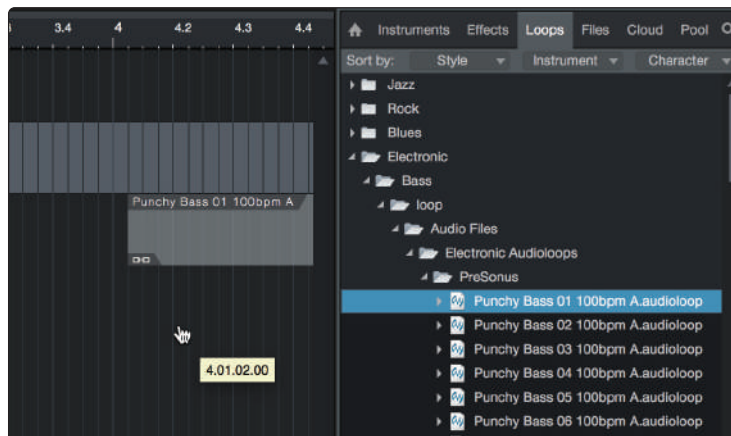 3.4 4 4.2 4.3 4.4
Punchy Bass 01 100bpm A
4.01.02.00
Instruments Effects Loops Files Cloud Pool
Sort by: Style Instrument Character
Jazz
Rock
Blues
Electronic
Bass
loop
Audio Files
Electronic Audioloops
PreSonus
Punchy Bass 01 100bpm A.audioloop
Punchy Bass 02 100bpm A.audioloop
Punchy Bass 03 100bpm A.audioloop
Punchy Bass 04 100bpm A.audioloop
Punchy Bass 05 100bpm A.audioloop
Punchy Bass 06 100bpm A.audioloop